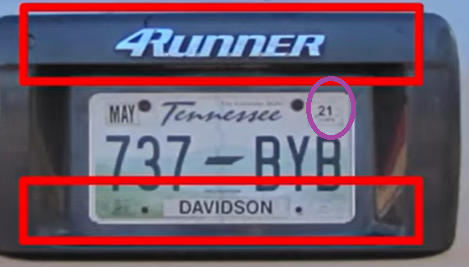 4RUNNER
MAY Tennessee 21
737-BYB
DAVIDSON